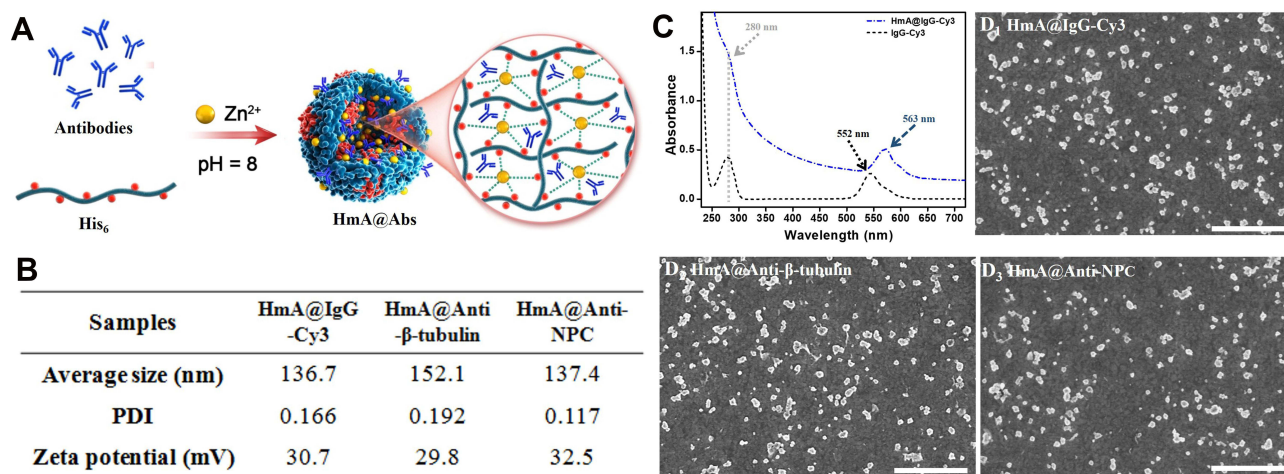 A
Antibodies
His₆
Zn²⁺
pH = 8
HmA@Abs
B
Samples
HmA@IgG
-Cy3
HmA@Anti
-β-tubulin
HmA@Anti-
NPC
Average size (nm)
136.7
152.1
137.4
PDI
0.166
0.192
0.117
Zeta potential (mV)
30.7
29.8
32.5
C
Absorbance
1.5
1.0
0.5
0.0
280 nm
HmA@IgG-Cy3
IgG-Cy3
552 nm
563 nm
250 300 350 400 450 500 550 600 650 700
Wavelength (nm)
D₁ HmA@IgG-Cy3
D₂ HmA@Anti-β-tubulin
D₃ HmA@Anti-NPC